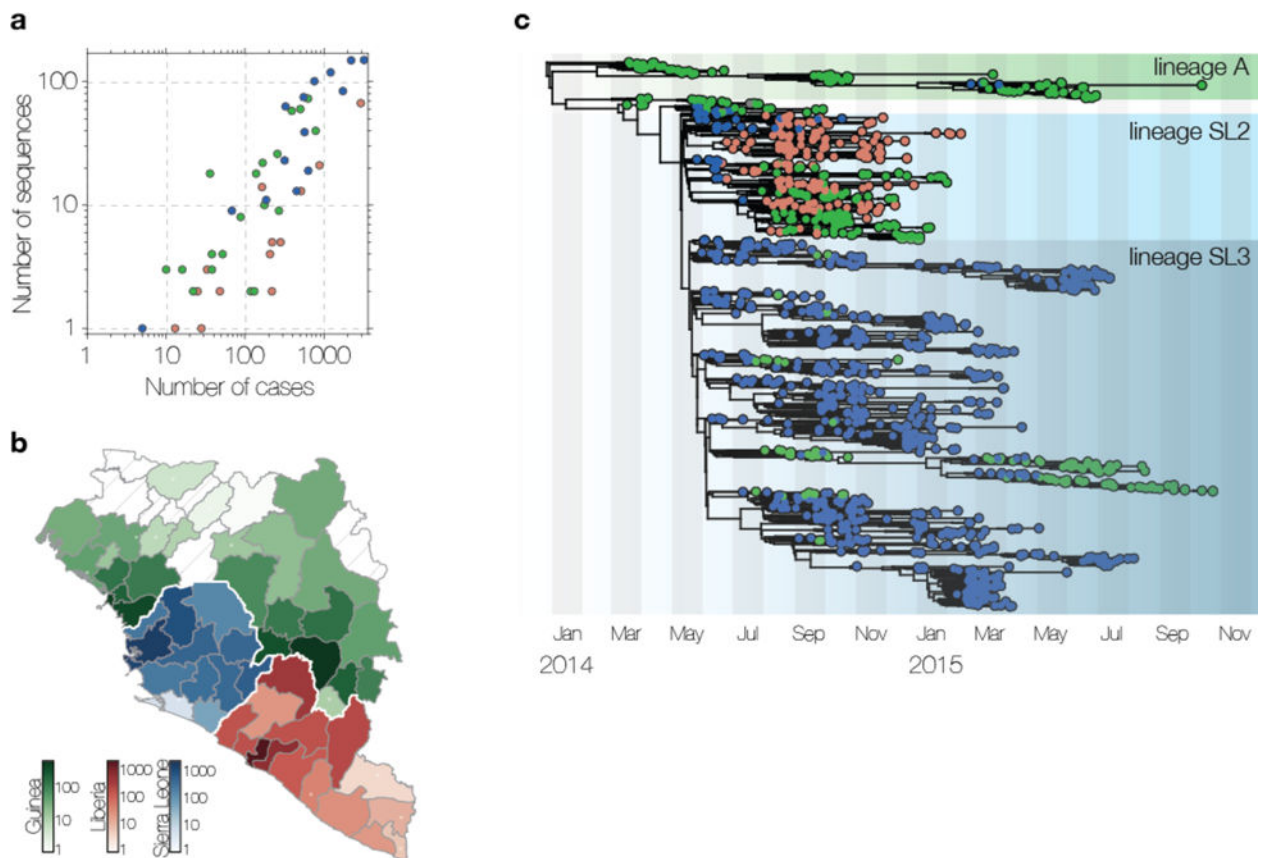 a
Number of sequences
100
10
1
1 10 100 1000
Number of cases
b
Guinea
100
10
1
Liberia
1000
100
10
1
Sierra Leone
1000
100
10
1
c
lineage A
lineage SL2
lineage SL3
Jan Mar May Jul Sep Nov Jan Mar May Jul Sep Nov
2014 2015